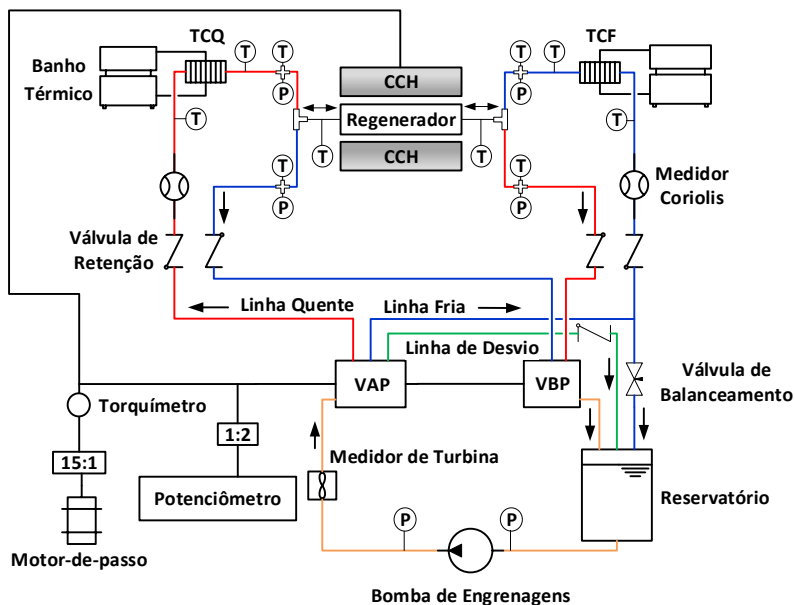 TCQ
TCF
T
T
T
T
Banho
Térmico
CCH
P
P
T
Regenerador
T
T
T
CCH
T
T
Medidor
Coriolis
P
P
Válvula de
Retenção
Linha Quente
Linha Fria
Linha de Desvio
VAP
VBP
Válvula de
Balanceamento
Torquímetro
1:2
15:1
Medidor de Turbina
Potenciômetro
Reservatório
P
P
Motor-de-passo
Bomba de Engrenagens